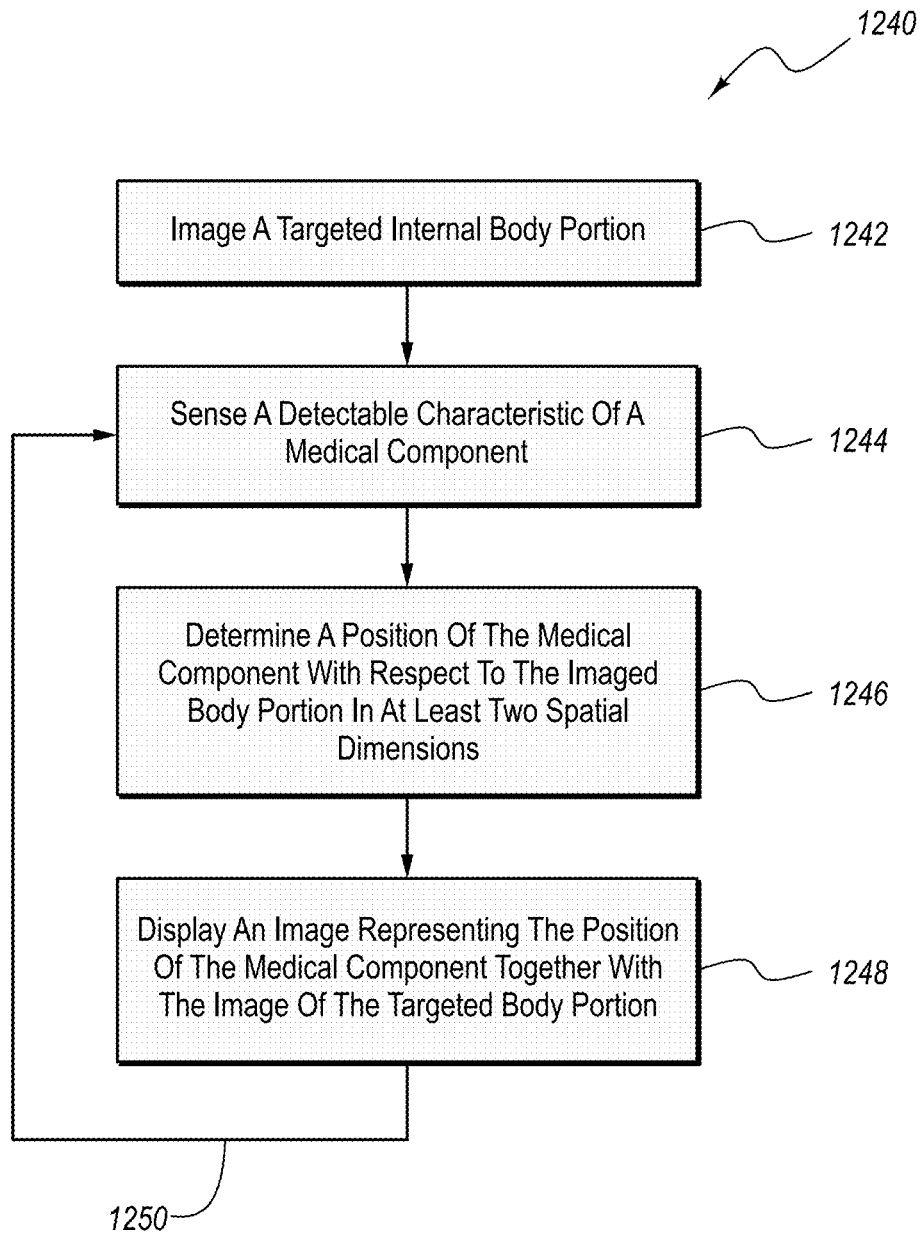 1240
Image A Targeted Internal Body Portion
1242
Sense A Detectable Characteristic Of A
Medical Component
1244
Determine A Position Of The Medical
Component With Respect To The Imaged
Body Portion In At Least Two Spatial
Dimensions
1246
Display An Image Representing The Position
Of The Medical Component Together With
The Image Of The Targeted Body Portion
1248
1250